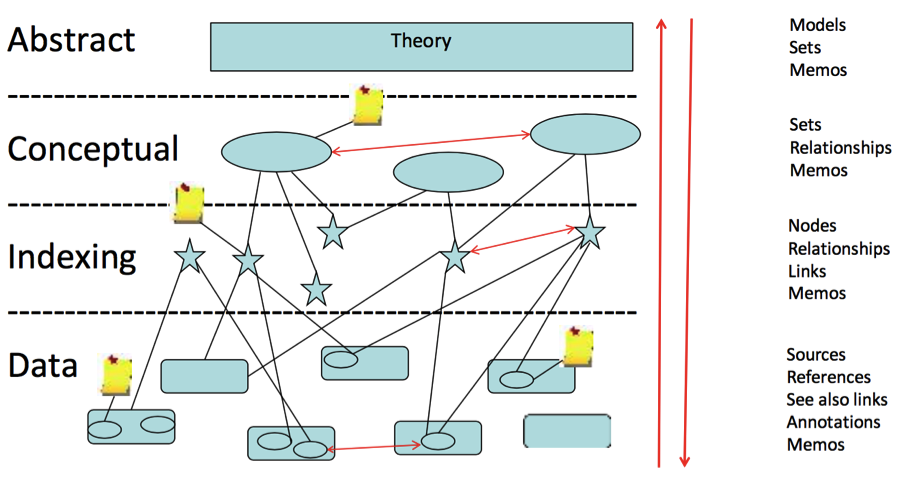 Abstract
Theory
Models
Sets
Memos
Conceptual
Sets
Relationships
Memos
Indexing
Nodes
Relationships
Links
Memos
Data
Sources
References
See also links
Annotations
Memos